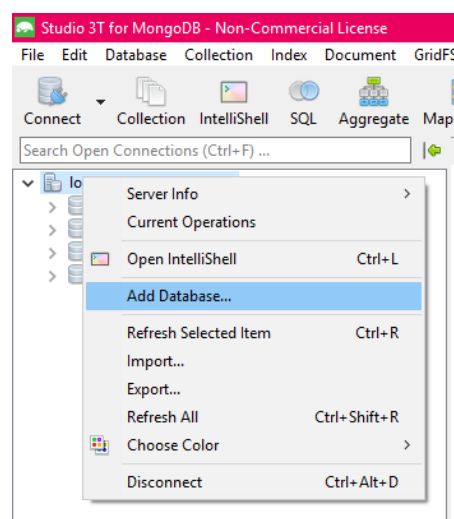 Studio 3T for MongoDB - Non-Commercial License
File Edit Database Collection Index Document GridFS
Connect Collection IntelliShell SQL Aggregate Map
Search Open Connections (Ctrl+F) ...
lo
Server Info
Current Operations
Open IntelliShell Ctrl+L
Add Database...
Refresh Selected Item Ctrl+R
Import...
Export...
Refresh All Ctrl+Shift+R
Choose Color
Disconnect Ctrl+Alt+D